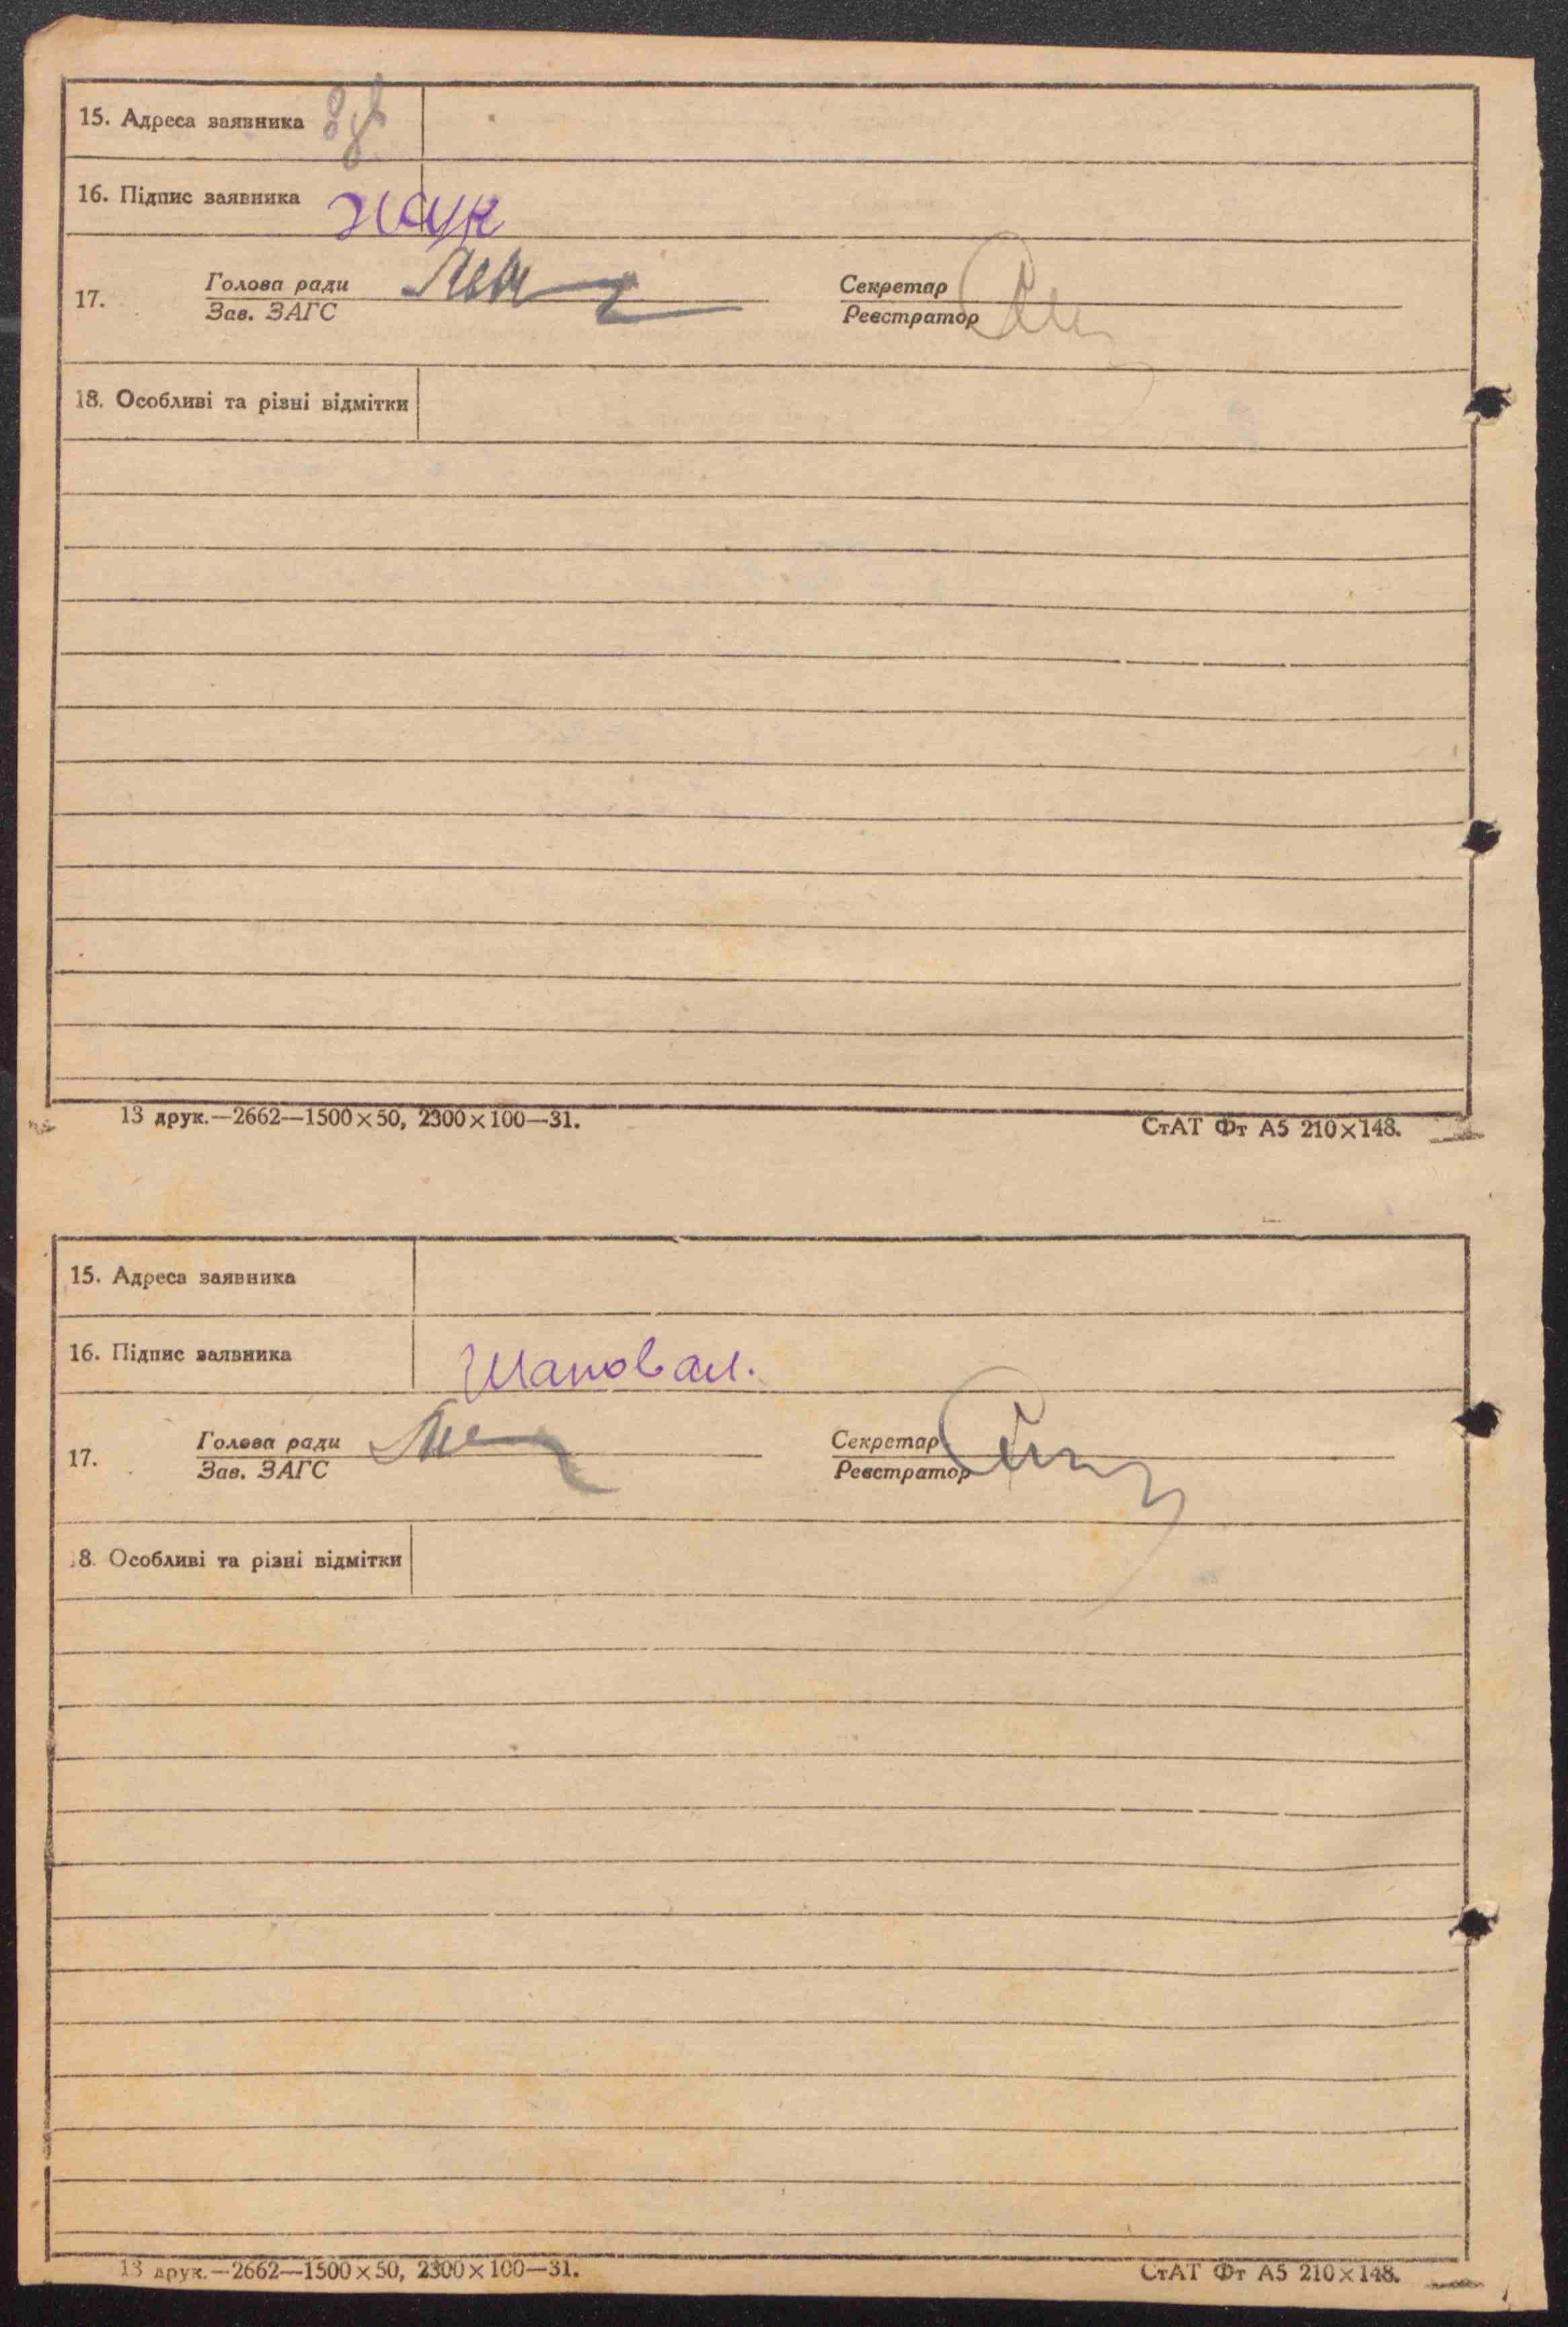 15. Адреса заявника
16. Підпис заявника
17. Голова ради Секретар
Зав. ЗАГС Реєстратор
18. Особливі та різні відмітки
13 друк.—2662—1500×50, 2300×100—31. СтАТ Фт А5 210×148.
15. Адреса заявника
16. Підпис заявника Шаповал.
17. Голова ради Секретар
Зав. ЗАГС Реєстратор
8. Особливі та різні відмітки
13 друк.—2662—1500×50, 2300×100—31. СтАТ Фт А5 210×148.